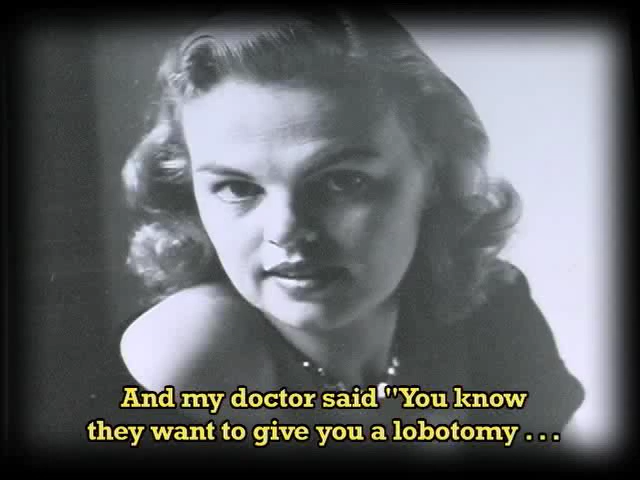 And my doctor said "You know
they want to give you a lobotomy . . .